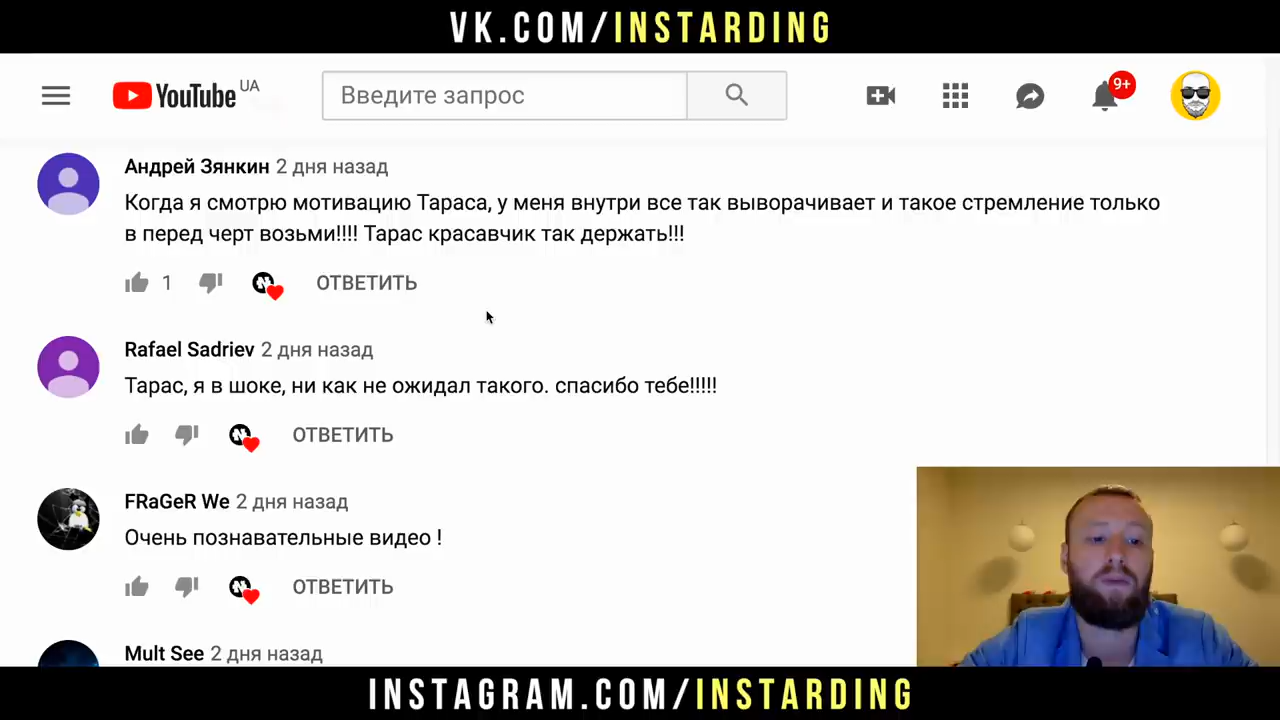 VK.COM/INSTARDING
YouTube UA
Введите запрос
9+
Андрей Зянкин 2 дня назад
Когда я смотрю мотивацию Тараса, у меня внутри все так выворачивает и такое стремление только
в перед черт возьми!!!! Тарас красавчик так держать!!!
1 ОТВЕТИТЬ
Rafael Sadriev 2 дня назад
Тарас, я в шоке, ни как не ожидал такого. спасибо тебе!!!!!
ОТВЕТИТЬ
FRaGeR We 2 дня назад
Очень познавательные видео !
ОТВЕТИТЬ
Mult See 2 дня назад
INSTAGRAM.COM/INSTARDING